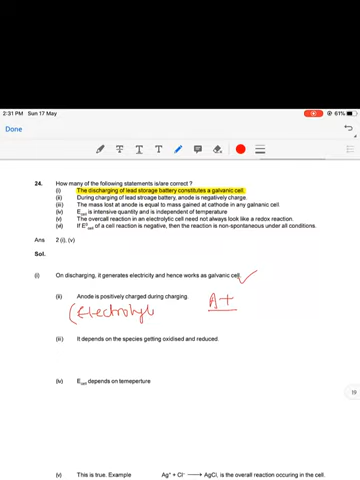 2:31 PM Sun 17 May
61%
Done
24. How many of the following statements is/are correct ?
(i) The discharging of lead storage battery constitutes a galvanic cell.
(ii) During charging of lead stroage battery, anode is negatively charge.
(iii) The mass lost at anode is equal to mass gained at cathode in any galnanic cell.
(iv) Ecell is intensive quantity and is independent of temperature
(v) The overcall reaction in an electrolytic cell need not always look like a redox reaction.
(vi) If E°cell of a cell reaction is negative, then the reaction is non-spontaneous under all conditions.
Ans 2 (i), (v)
Sol.
(i) On discharging, it generates electricity and hence works as galvanic cell.
(ii) Anode is positively charged during charging. A+
(Electrolyt
(iii) It depends on the species getting oxidised and reduced.
(iv) Ecell depends on temeperature
19
(v) This is true. Example Ag+ + Cl– ⟶ AgCl, is the overall reaction occuring in the cell.